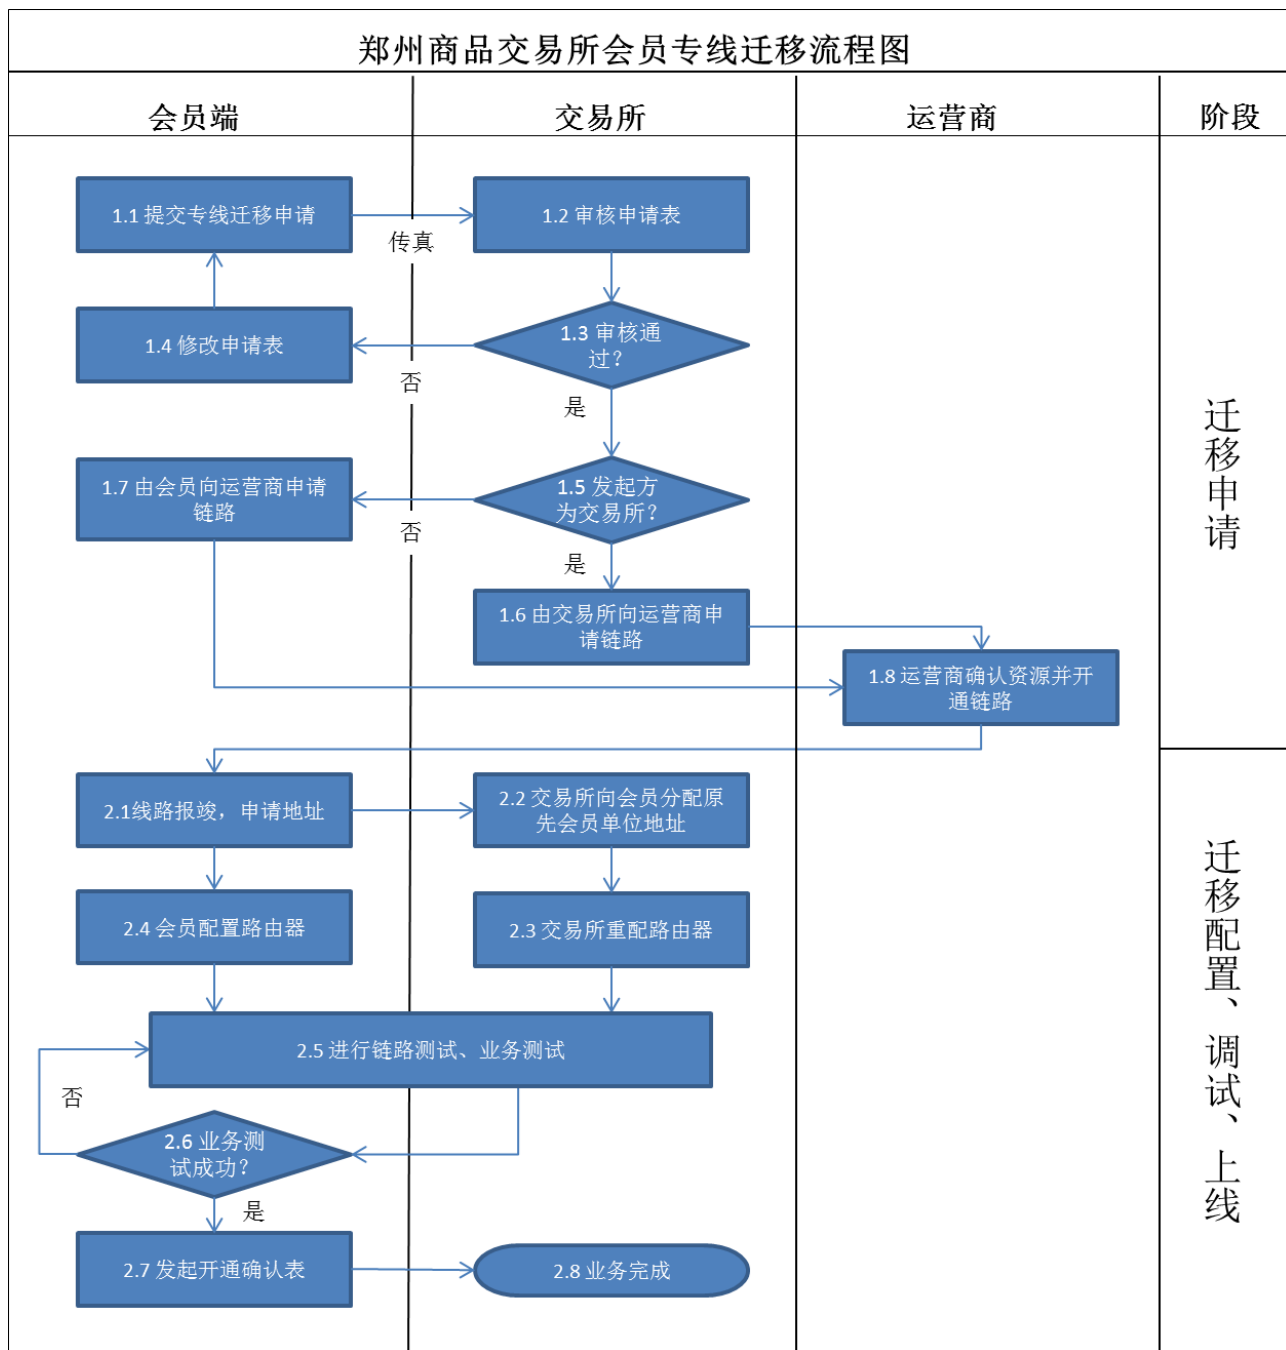 郑州商品交易所会员专线迁移流程图
会员端
交易所
运营商
阶段
1.1 提交专线迁移申请
传真
1.2 审核申请表
1.3 审核通
过？
否
1.4 修改申请表
是
1.5 发起方
为交易所？
否
1.7 由会员向运营商申请
链路
是
1.6 由交易所向运营商申
请链路
1.8 运营商确认资源并开
通链路
迁移申请
2.1线路报竣，申请地址
2.2 交易所向会员分配原
先会员单位地址
2.4 会员配置路由器
2.3 交易所重配路由器
2.5 进行链路测试、业务测试
否
2.6 业务测
试成功？
是
2.7 发起开通确认表
2.8 业务完成
迁移配置、调试、上线